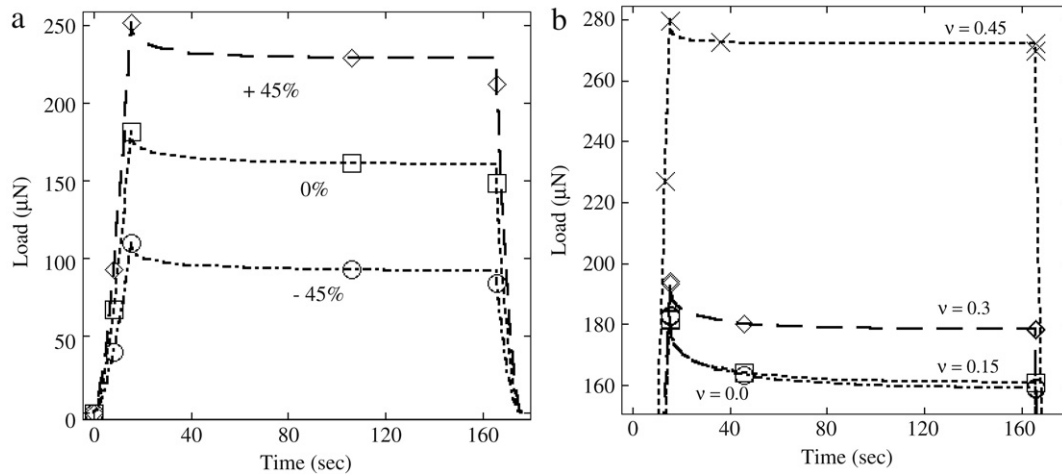 a
250
200
150
100
50
0
Load (μN)
+ 45%
0%
- 45%
0
40
80
120
160
Time (sec)
b
280
260
240
220
200
180
160
Load (μN)
ν = 0.45
ν = 0.3
ν = 0.15
ν = 0.0
0
40
80
120
160
Time (sec)